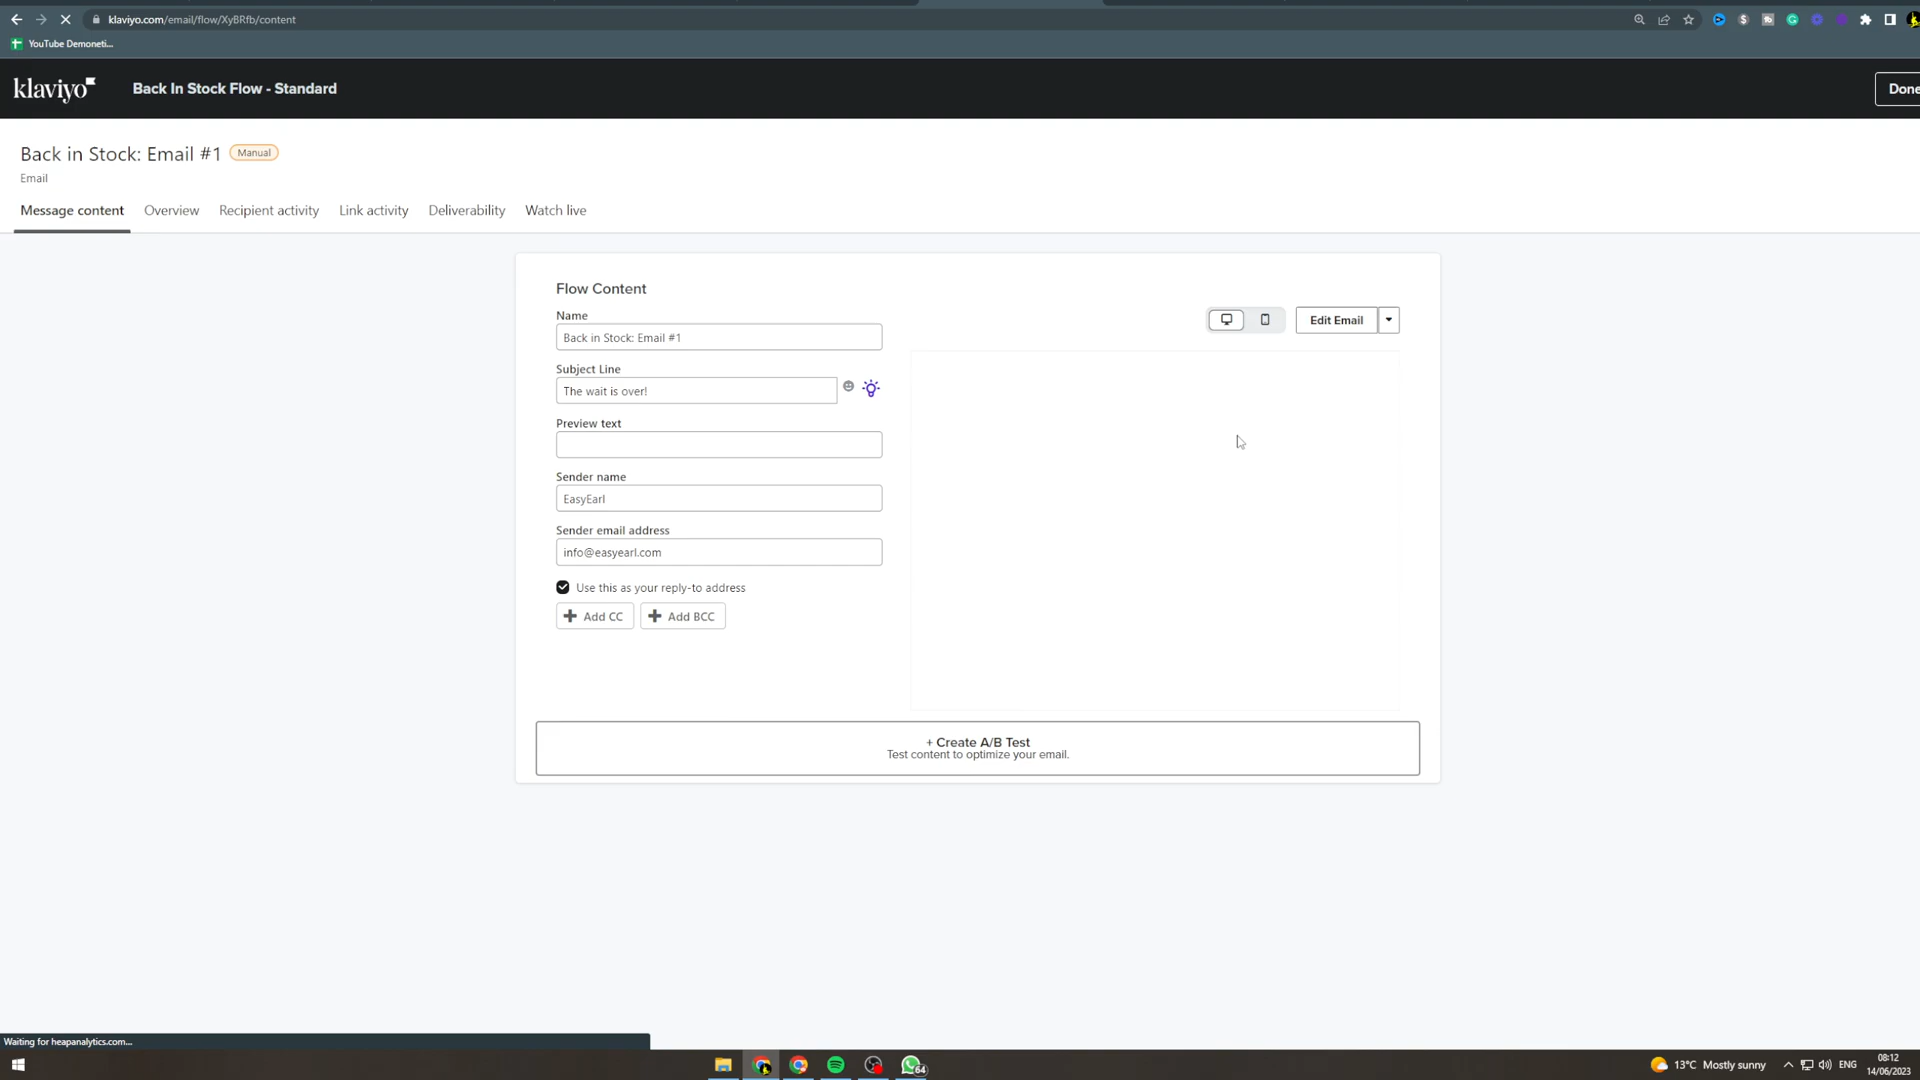 klaviyo.com/email/flow/XyBRfb/content
YouTube Demoneti...
klaviyo
Back In Stock Flow - Standard
Done
Back in Stock: Email #1
Manual
Email
Message content
Overview
Recipient activity
Link activity
Deliverability
Watch live
Flow Content
Name
Back in Stock: Email #1
Edit Email
Subject Line
The wait is over!
Preview text
Sender name
EasyEarl
Sender email address
info@easyearl.com
Use this as your reply-to address
Add CC
Add BCC
+ Create A/B Test
Test content to optimize your email.
Waiting for heapanalytics.com...
64
13°C Mostly sunny
ENG
08:12
14/06/2023